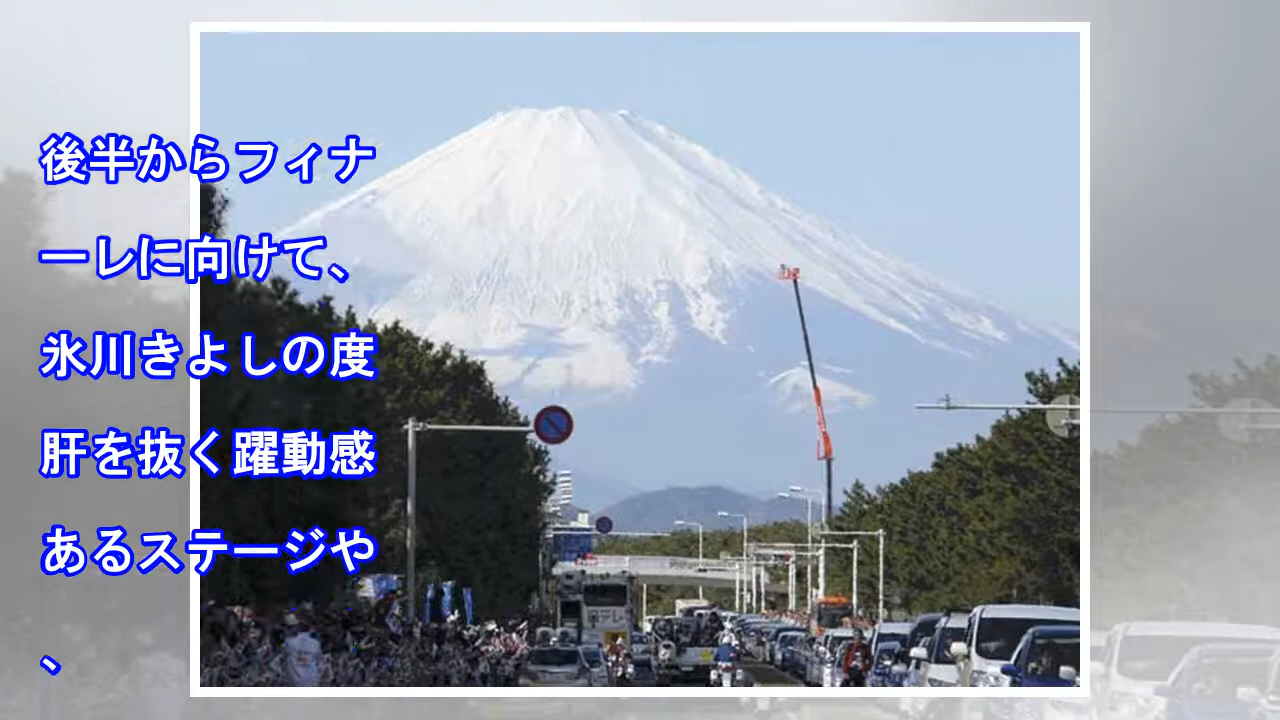 後半からフィナ
ーレに向けて、
氷川きよしの度
肝を抜く躍動感
あるステージや
、